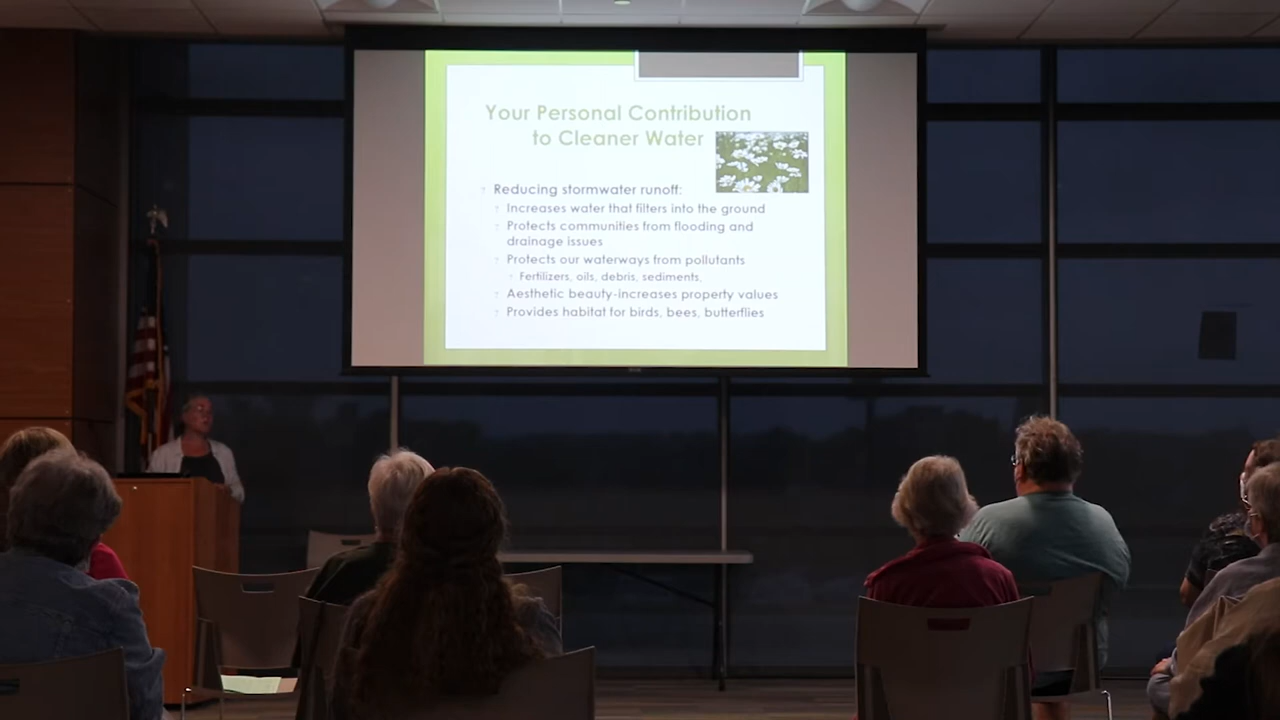 Your Personal Contribution
to Cleaner Water
Reducing stormwater runoff:
Increases water that filters into the ground
Protects communities from flooding and
drainage issues
Protects our waterways from pollutants
Fertilizers, oils, debris, sediments,
Aesthetic beauty-increases property values
Provides habitat for birds, bees, butterflies